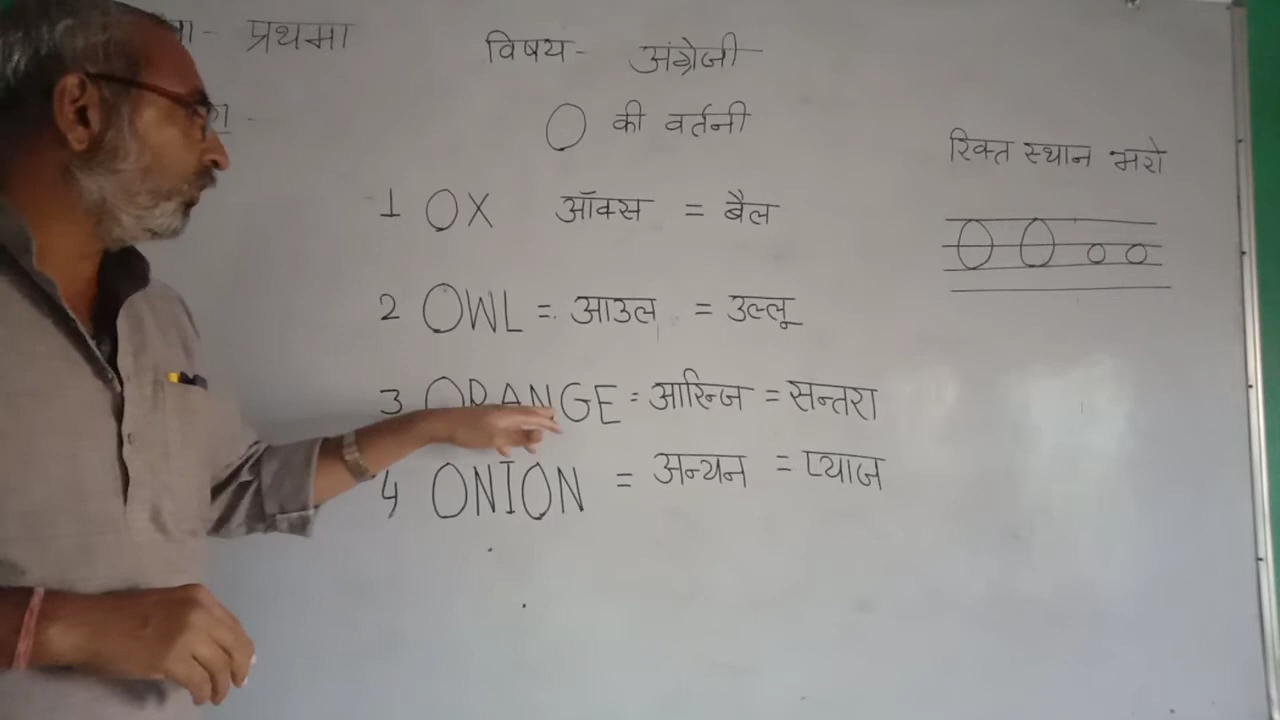 प्रथमा
विषय- अंग्रेजी
O की वर्तनी
रिक्त स्थान भरो
O O o o
1 OX ऑक्स = बैल
2 OWL = आउल = उल्लू
3 ORANGE = आरिन्ज = सन्तरा
4 ONION = अन्यन = प्याज